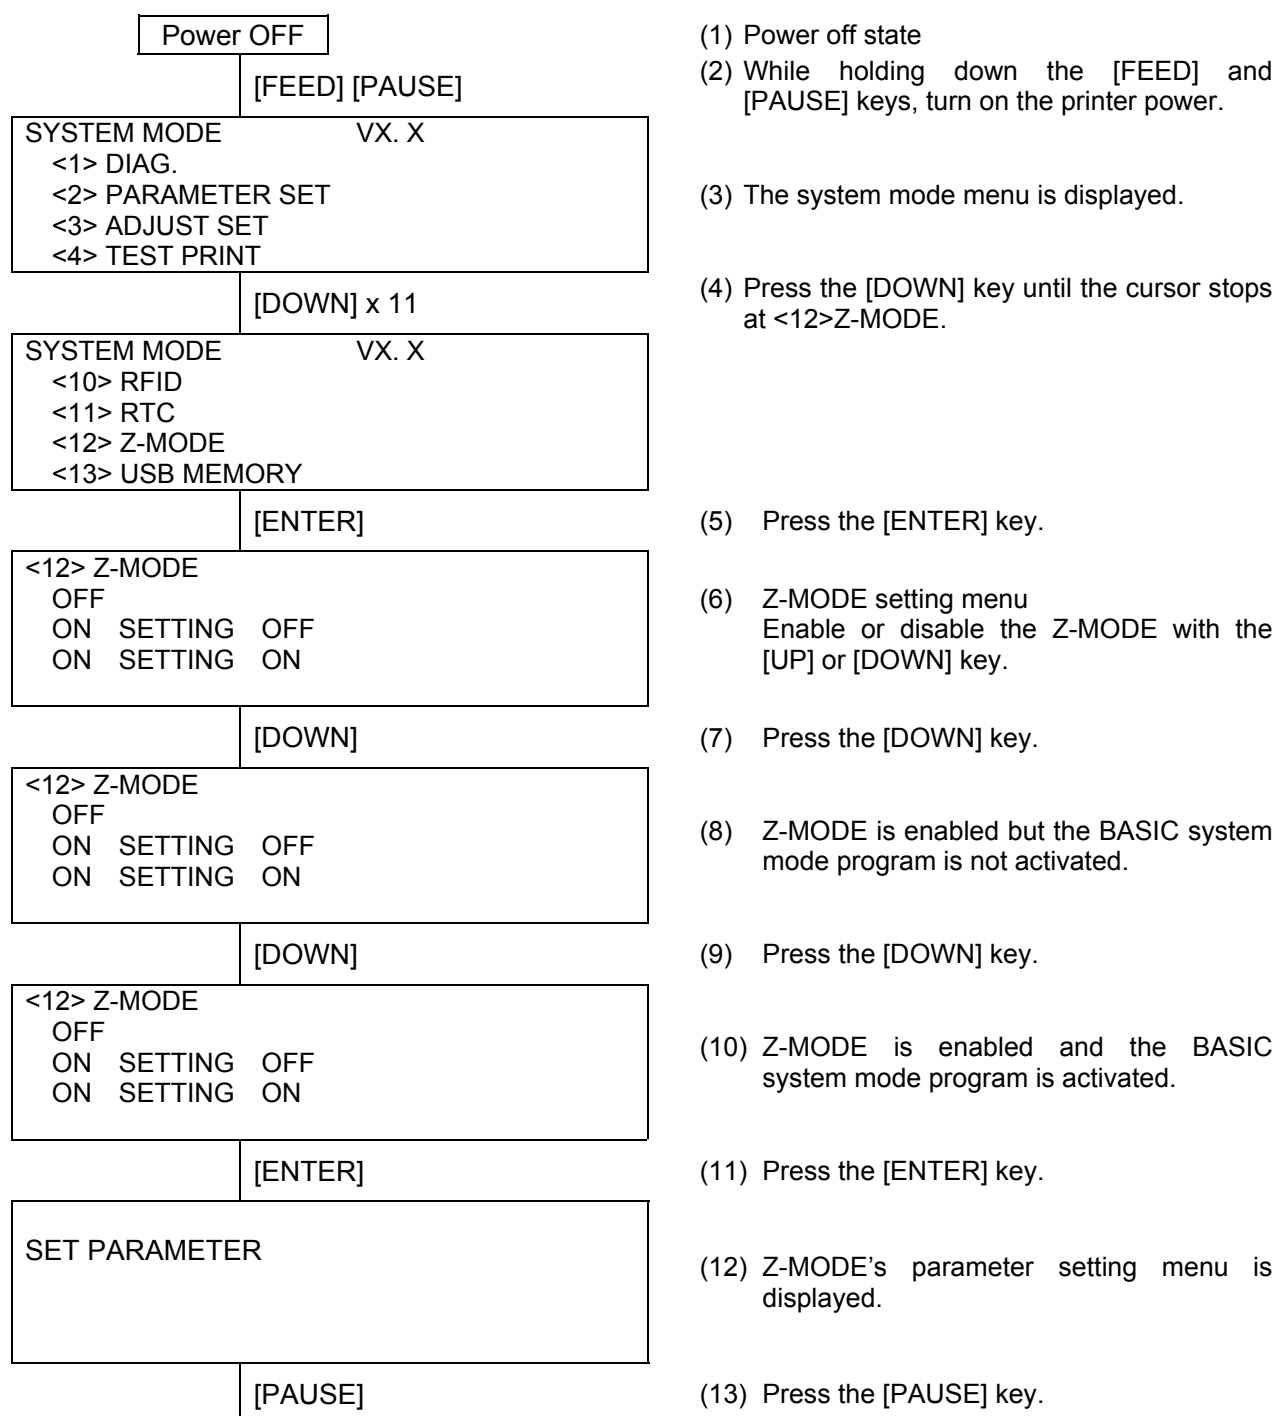 Power OFF
(1) Power off state
[FEED] [PAUSE]
(2) While holding down the [FEED] and
[PAUSE] keys, turn on the printer power.
SYSTEM MODE VX. X
<1> DIAG.
<2> PARAMETER SET
<3> ADJUST SET
<4> TEST PRINT
(3) The system mode menu is displayed.
[DOWN] x 11
(4) Press the [DOWN] key until the cursor stops
at <12>Z-MODE.
SYSTEM MODE VX. X
<10> RFID
<11> RTC
<12> Z-MODE
<13> USB MEMORY
[ENTER]
(5) Press the [ENTER] key.
<12> Z-MODE
OFF
ON SETTING OFF
ON SETTING ON
(6) Z-MODE setting menu
Enable or disable the Z-MODE with the
[UP] or [DOWN] key.
[DOWN]
(7) Press the [DOWN] key.
<12> Z-MODE
OFF
ON SETTING OFF
ON SETTING ON
(8) Z-MODE is enabled but the BASIC system
mode program is not activated.
[DOWN]
(9) Press the [DOWN] key.
<12> Z-MODE
OFF
ON SETTING OFF
ON SETTING ON
(10) Z-MODE is enabled and the BASIC
system mode program is activated.
[ENTER]
(11) Press the [ENTER] key.
SET PARAMETER
(12) Z-MODE’s parameter setting menu is
displayed.
[PAUSE]
(13) Press the [PAUSE] key.